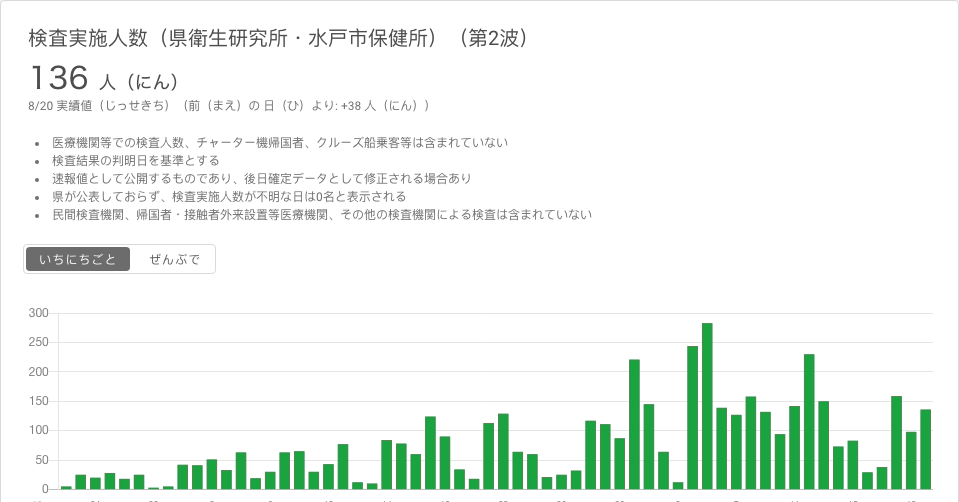 検査実施人数（県衛生研究所・水戸市保健所）（第2波）
136 人（にん）
8/20 実績値（じっせきち）（前（まえ）の 日（ひ）より: +38 人（にん））
• 医療機関等での検査人数、チャーター機帰国者、クルーズ船乗客等は含まれていない
• 検査結果の判明日を基準とする
• 速報値として公開するものであり、後日確定データとして修正される場合あり
• 県が公表しておらず、検査実施人数が不明な日は0名と表示される
• 民間検査機関、帰国者・接触者外来設置等医療機関、その他の検査機関による検査は含まれていない
いちにちごと ぜんぶで
300
250
200
150
100
50
0